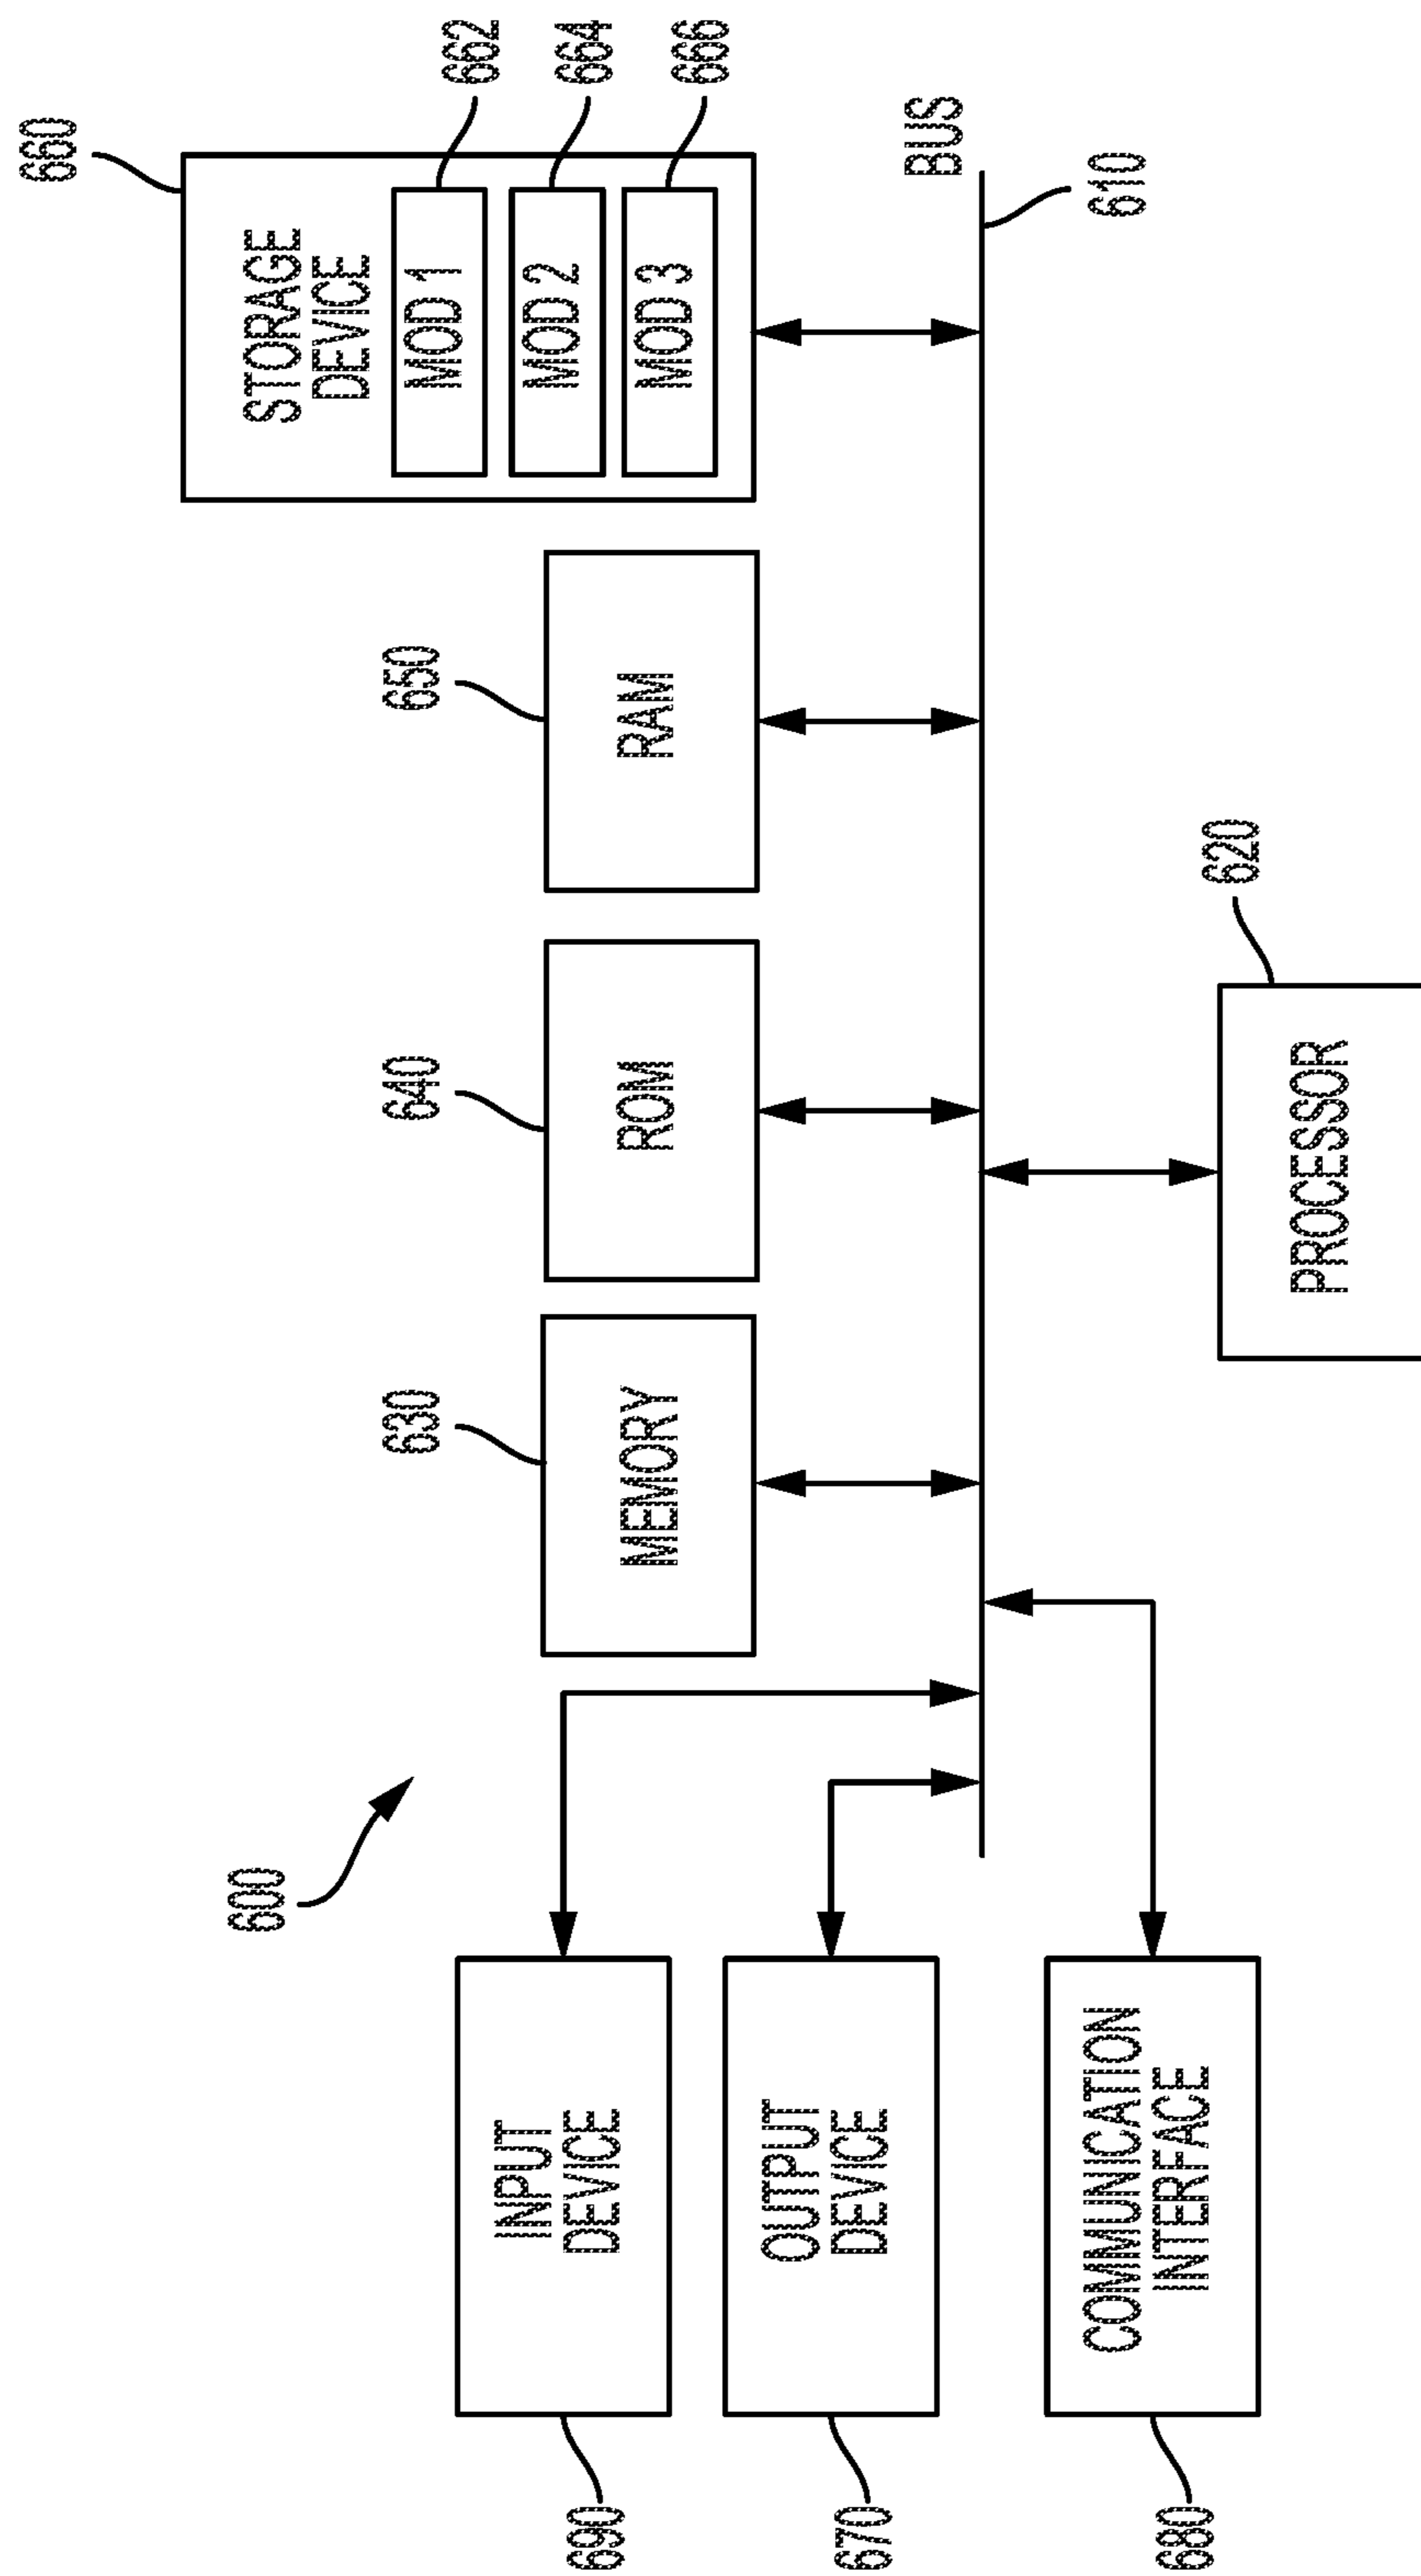 660
STORAGE
DEVICE
MOD 1
662
MOD 2
664
MOD 3
666
650
RAM
640
ROM
630
MEMORY
600
690
INPUT
DEVICE
670
OUTPUT
DEVICE
BUS
610
680
COMMUNICATION
INTERFACE
620
PROCESSOR